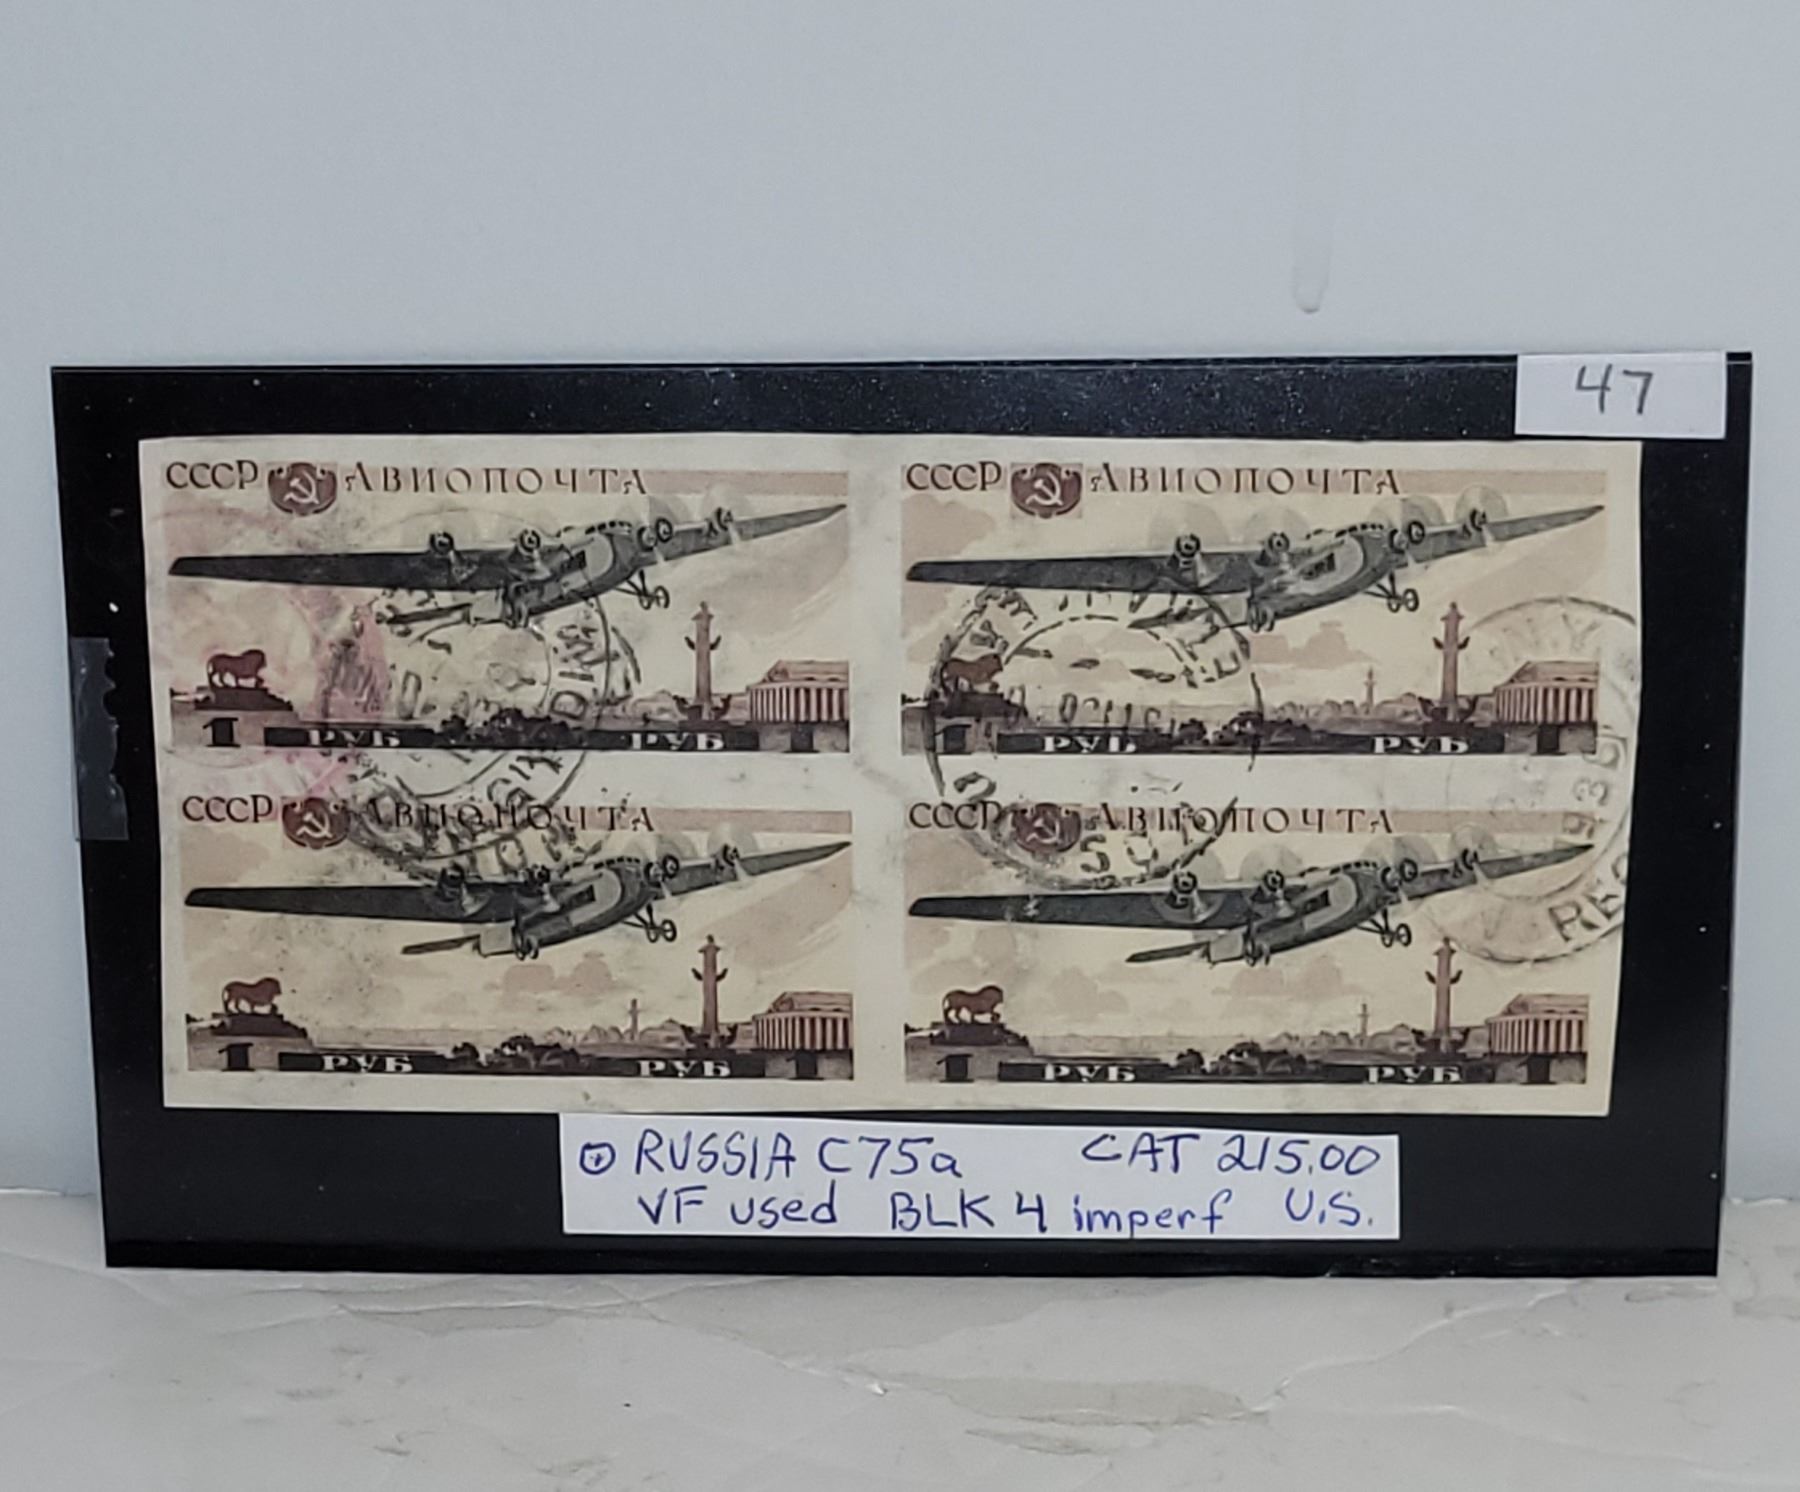 47
СССР АВИОПОЧТА
СССР АВИОПОЧТА
1 РУБ РУБ 1
1 РУБ РУБ 1
СССР АВИОПОЧТА
СССР АВИОПОЧТА
1 РУБ РУБ 1
1 РУБ РУБ 1
RUSSIA C75a CAT 215.00
VF used BLK 4 imperf U.S.